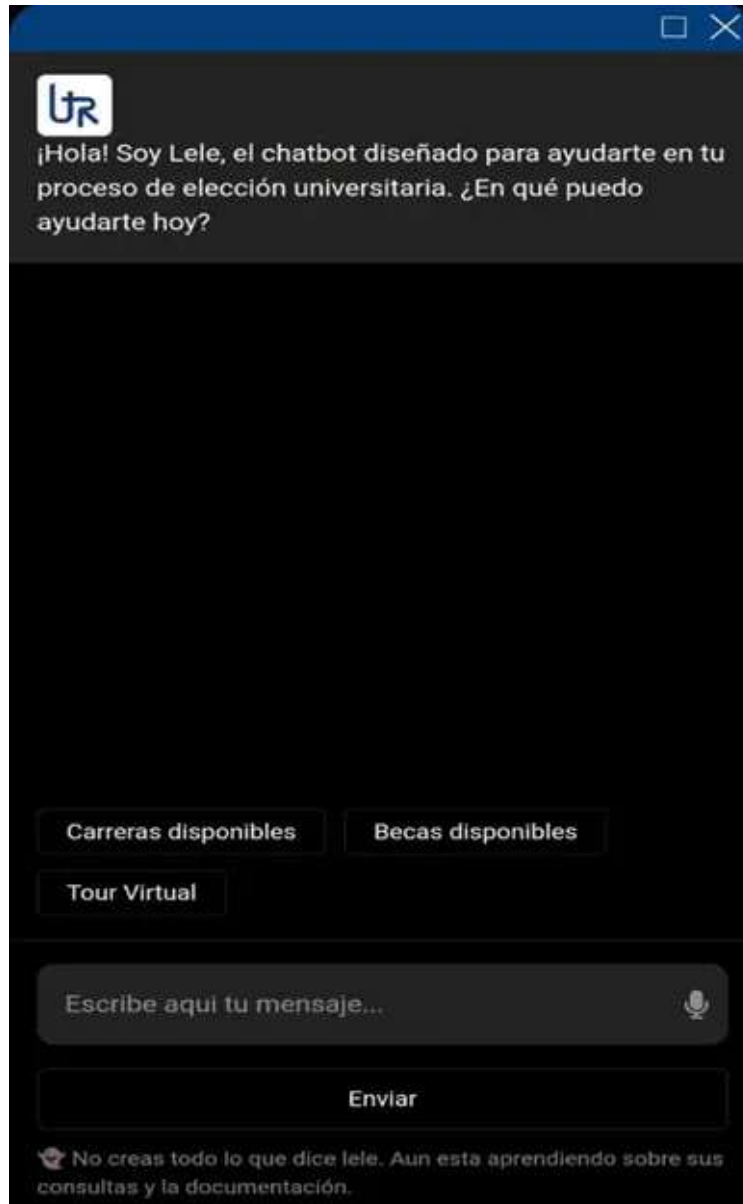 UTR
¡Hola! Soy Lele, el chatbot diseñado para ayudarte en tu
proceso de elección universitaria. ¿En qué puedo
ayudarte hoy?
Carreras disponibles
Becas disponibles
Tour Virtual
Escribe aqui tu mensaje...
Enviar
👻 No creas todo lo que dice lele. Aun esta aprendiendo sobre sus
consultas y la documentación.